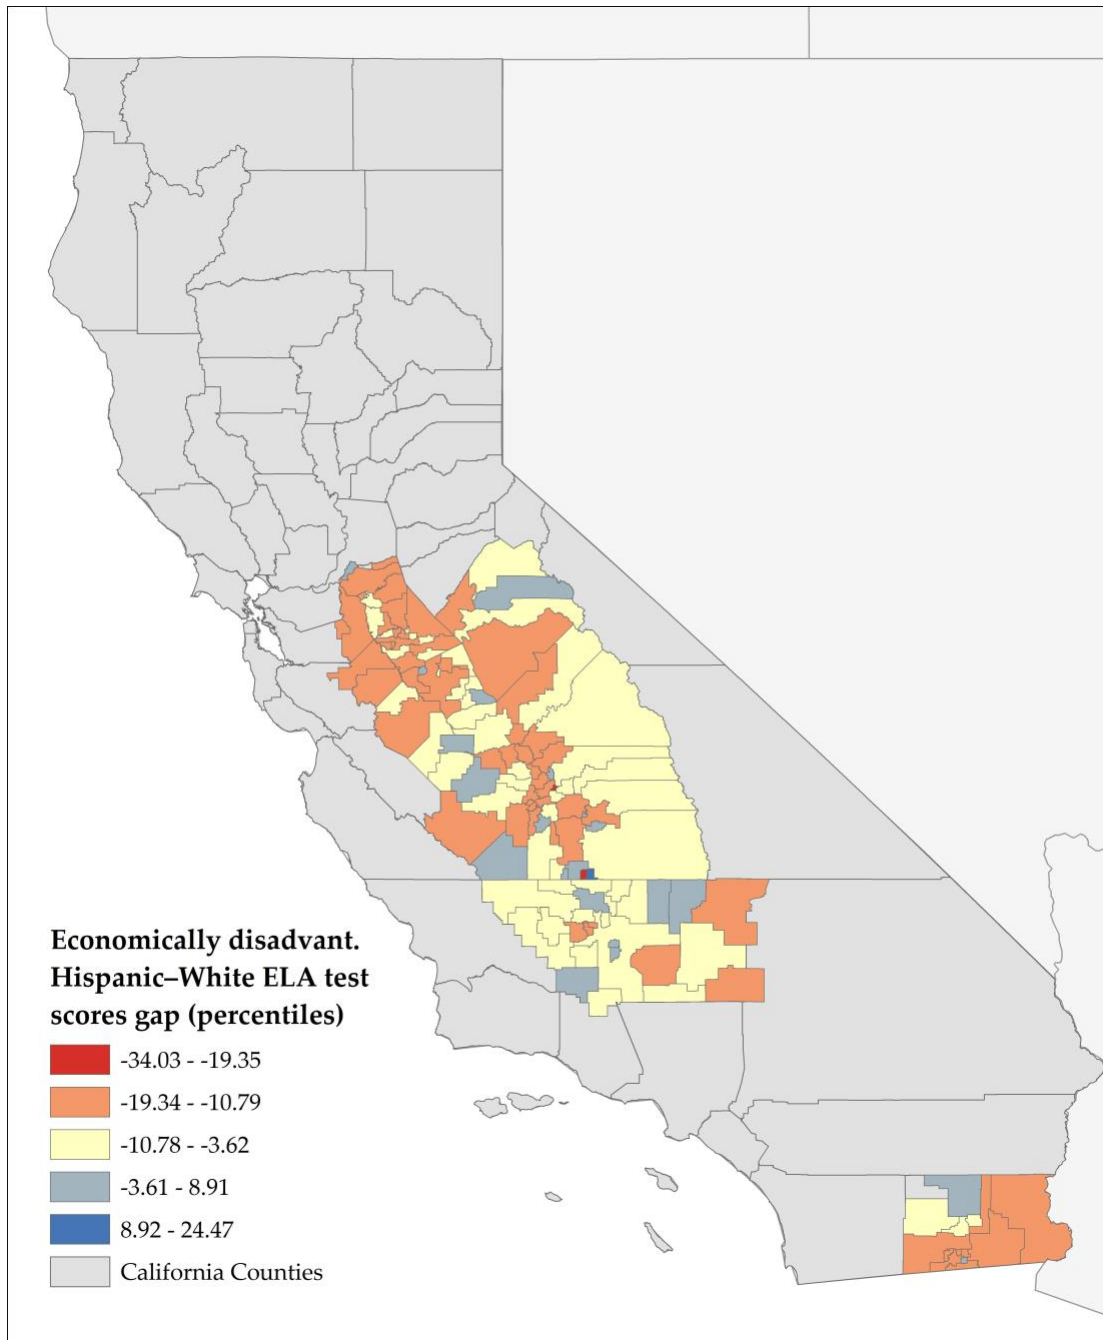 Economically disadvant.
Hispanic–White ELA test
scores gap (percentiles)
-34.03 - -19.35
-19.34 - -10.79
-10.78 - -3.62
-3.61 - 8.91
8.92 - 24.47
California Counties